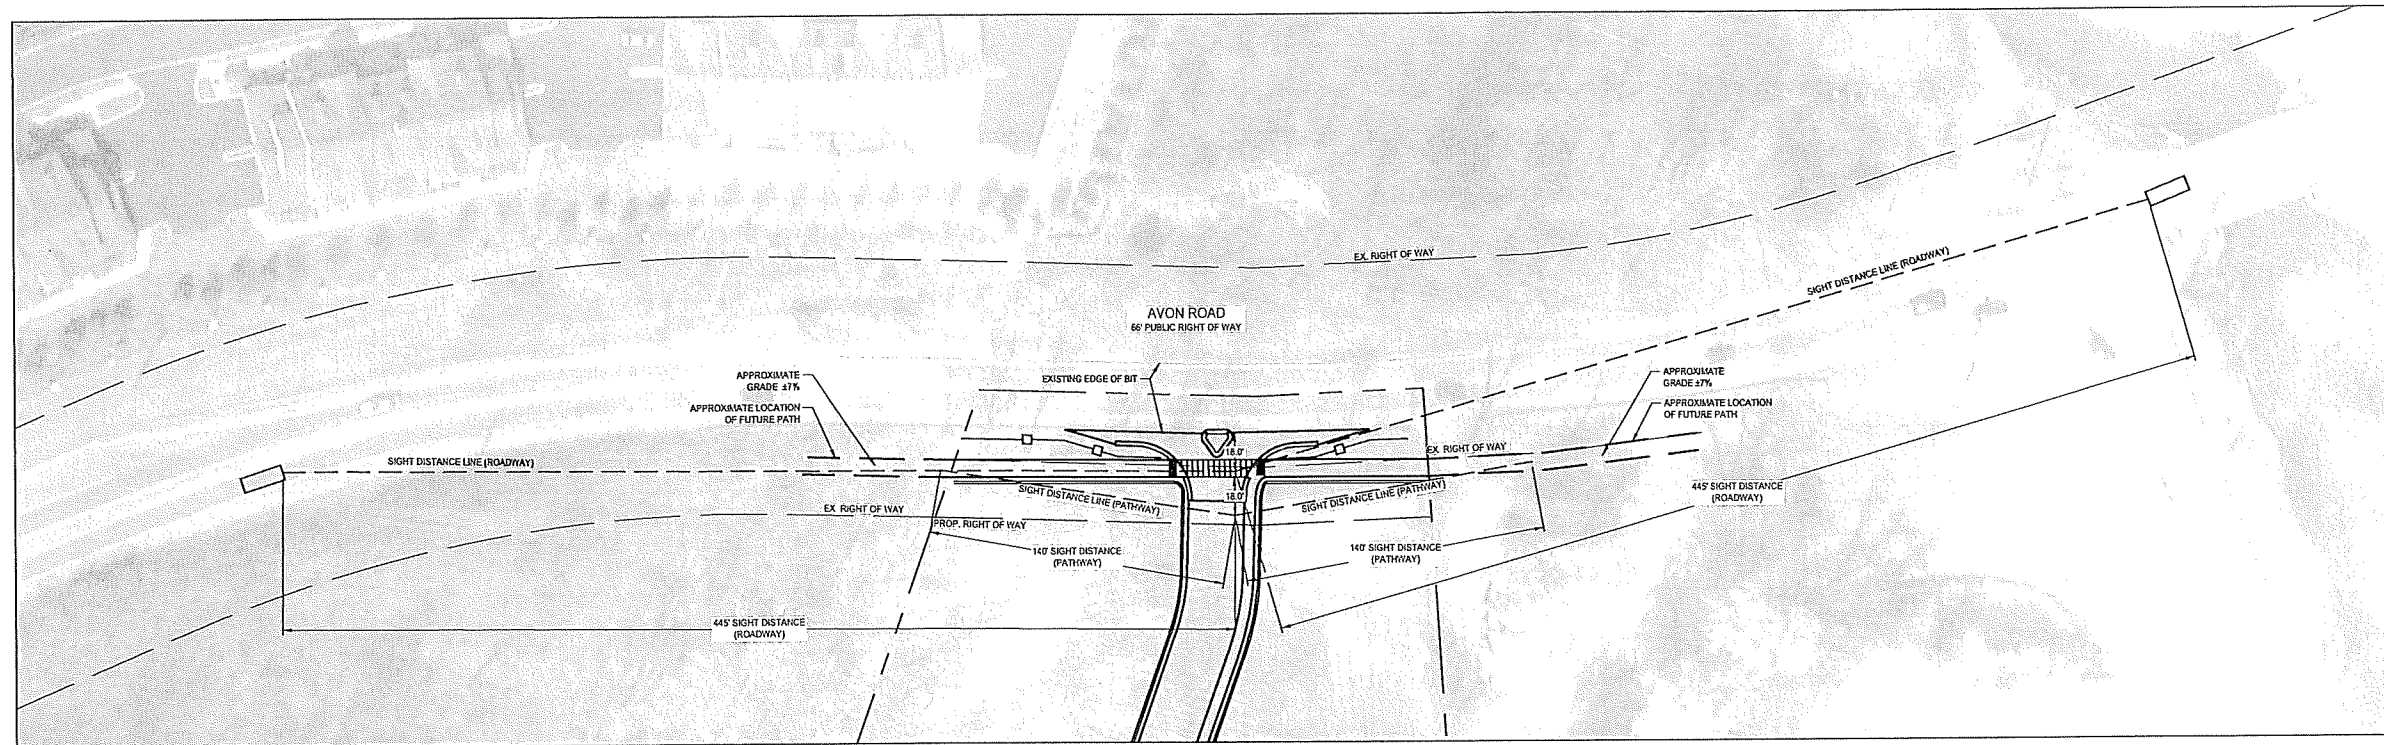 EX. RIGHT OF WAY
SIGHT DISTANCE LINE (ROADWAY)
AVON ROAD
66' PUBLIC RIGHT OF WAY
APPROXIMATE
GRADE ±7%
EXISTING EDGE OF BIT
APPROXIMATE
GRADE ±7%
APPROXIMATE LOCATION
OF FUTURE PATH
APPROXIMATE LOCATION
OF FUTURE PATH
18.0'
EX. RIGHT OF WAY
SIGHT DISTANCE LINE (ROADWAY)
SIGHT DISTANCE LINE (PATHWAY)
18.0'
SIGHT DISTANCE LINE (PATHWAY)
445' SIGHT DISTANCE
(ROADWAY)
EX. RIGHT OF WAY
PROP. RIGHT OF WAY
140' SIGHT DISTANCE
(PATHWAY)
140' SIGHT DISTANCE
(PATHWAY)
445' SIGHT DISTANCE
(ROADWAY)